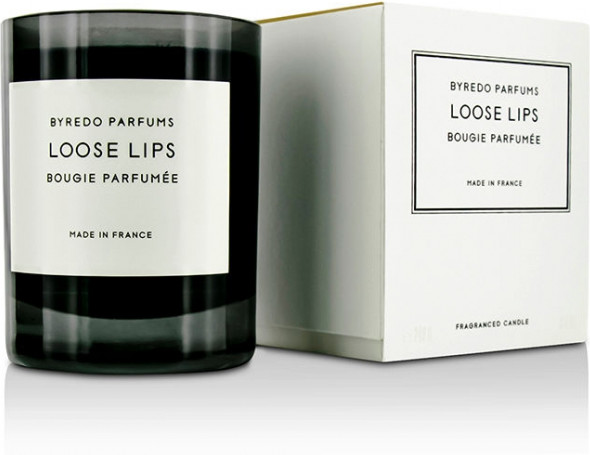 BYREDO PARFUMS
LOOSE LIPS
BOUGIE PARFUMÉE
MADE IN FRANCE
BYREDO PARFUMS
LOOSE LIPS
BOUGIE PARFUMÉE
MADE IN FRANCE
FRAGRANCED CANDLE